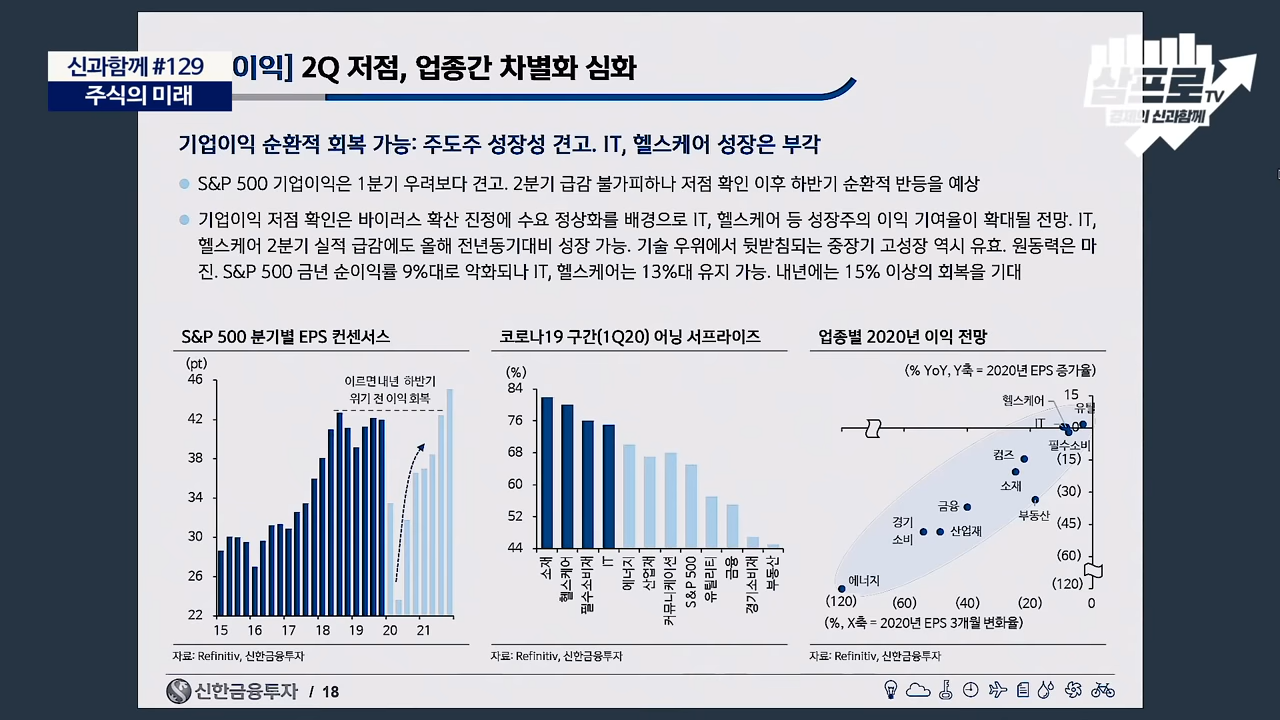 신과함께 #129
주식의 미래
이익] 2Q 저점, 업종간 차별화 심화
삼프로TV
경제의 신과함께
기업이익 순환적 회복 가능: 주도주 성장성 견고. IT, 헬스케어 성장은 부각
S&P 500 기업이익은 1분기 우려보다 견고. 2분기 급감 불가피하나 저점 확인 이후 하반기 순환적 반등을 예상
기업이익 저점 확인은 바이러스 확산 진정에 수요 정상화를 배경으로 IT, 헬스케어 등 성장주의 이익 기여율이 확대될 전망. IT,
헬스케어 2분기 실적 급감에도 올해 전년동기대비 성장 가능. 기술 우위에서 뒷받침되는 중장기 고성장 역시 유효. 원동력은 마
진. S&P 500 금년 순이익률 9%대로 악화되나 IT, 헬스케어는 13%대 유지 가능. 내년에는 15% 이상의 회복을 기대
S&P 500 분기별 EPS 컨센서스
(pt)
46
42
38
34
30
26
22
이르면 내년 하반기
위기 전 이익 회복
15 16 17 18 19 20 21
자료: Refinitiv, 신한금융투자
코로나19 구간(1Q20) 어닝 서프라이즈
(%)
84
76
68
60
52
44
소재
헬스케어
필수소비재
IT
에너지
산업재
커뮤니케이션
S&P 500
유틸리티
금융
경기소비재
부동산
자료: Refinitiv, 신한금융투자
업종별 2020년 이익 전망
(% YoY, Y축 = 2020년 EPS 증가율)
15
헬스케어
유틸
IT
0
필수소비
컴즈
(15)
소재
(30)
금융
부동산
(45)
경기
소비
산업재
(60)
에너지
(120)
(120) (60) (40) (20) 0
(%, X축 = 2020년 EPS 3개월 변화율)
자료: Refinitiv, 신한금융투자
신한금융투자 / 18